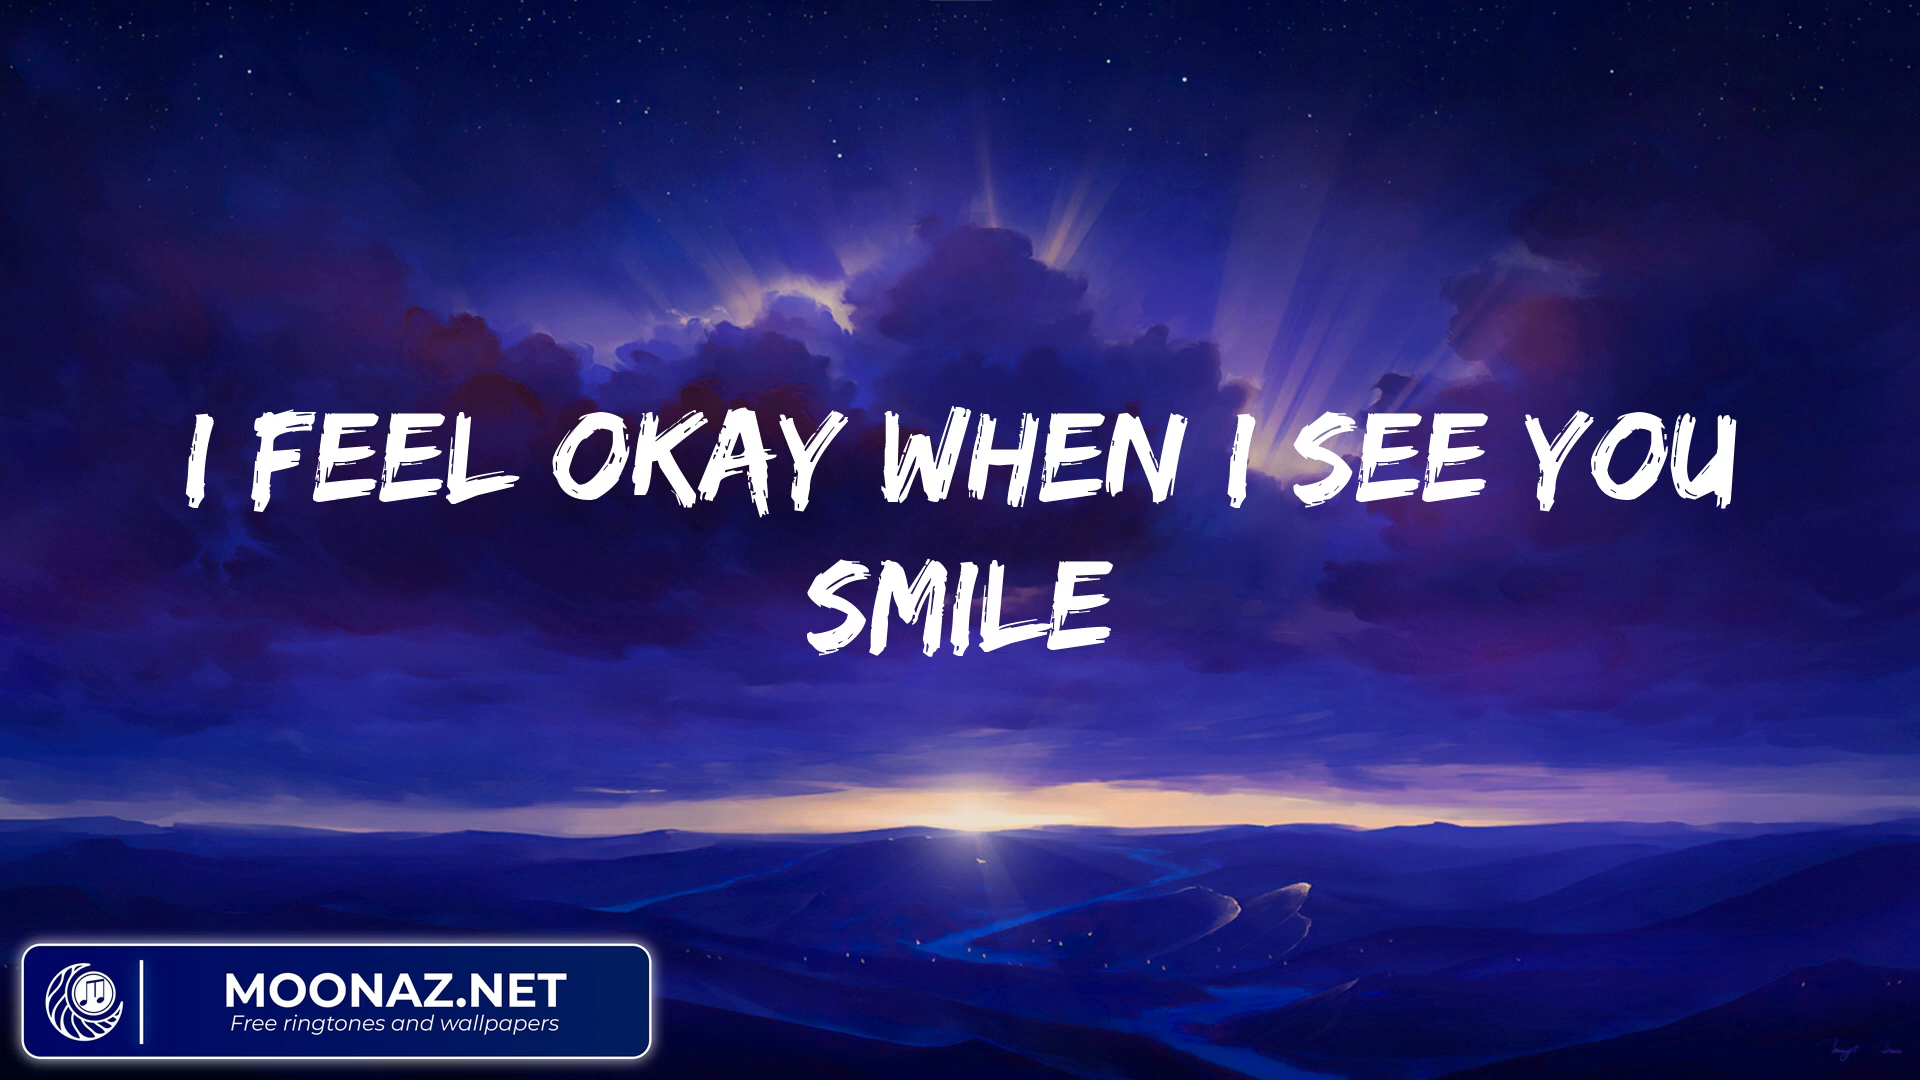 I FEEL OKAY WHEN I SEE YOU
SMILE
MOONAZ.NET
Free ringtones and wallpapers